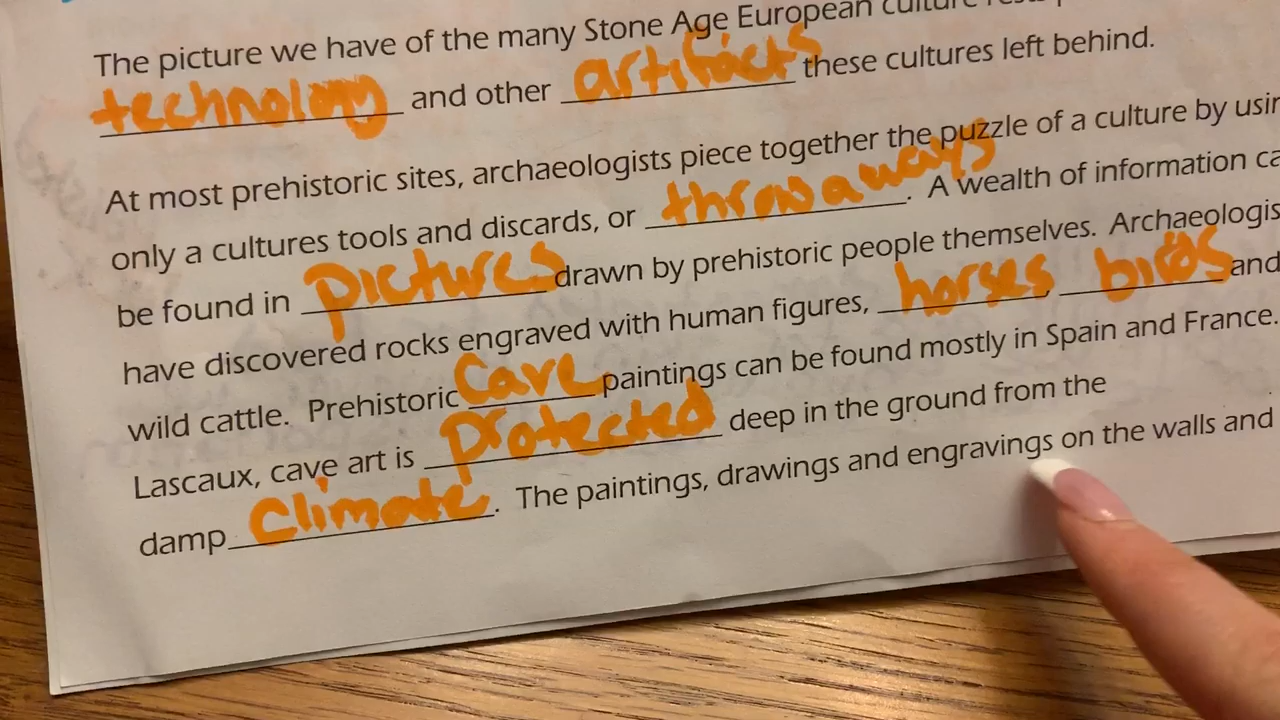 The picture we have of the many Stone Age European culture rests
technology and other artifacts these cultures left behind.
At most prehistoric sites, archaeologists piece together the puzzle of a culture by usin
only a cultures tools and discards, or throwaways. A wealth of information ca
be found in pictures drawn by prehistoric people themselves. Archaeologis
have discovered rocks engraved with human figures, horses, birds and
wild cattle. Prehistoric Cave paintings can be found mostly in Spain and France.
Lascaux, cave art is protected deep in the ground from the
damp Climate. The paintings, drawings and engravings on the walls and